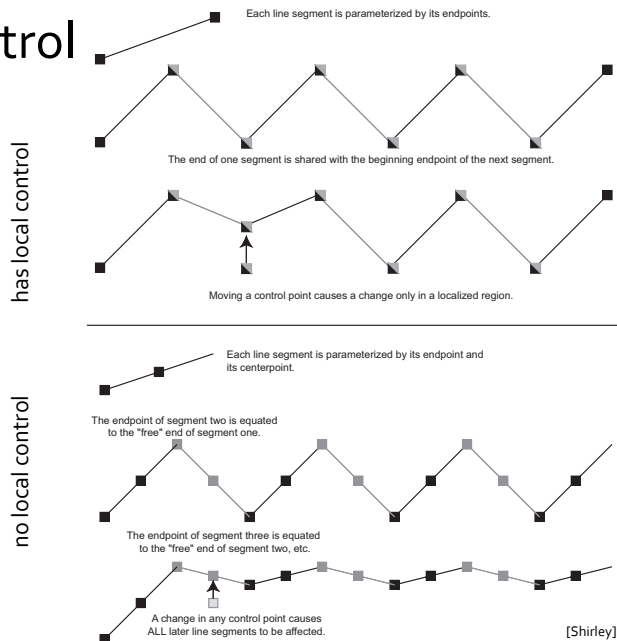 trol
Each line segment is parameterized by its endpoints.
has local control
The end of one segment is shared with the beginning endpoint of the next segment.
Moving a control point causes a change only in a localized region.
no local control
Each line segment is parameterized by its endpoint and
its centerpoint.
The endpoint of segment two is equated
to the "free" end of segment one.
The endpoint of segment three is equated
to the "free" end of segment two, etc.
A change in any control point causes
ALL later line segments to be affected.
[Shirley]